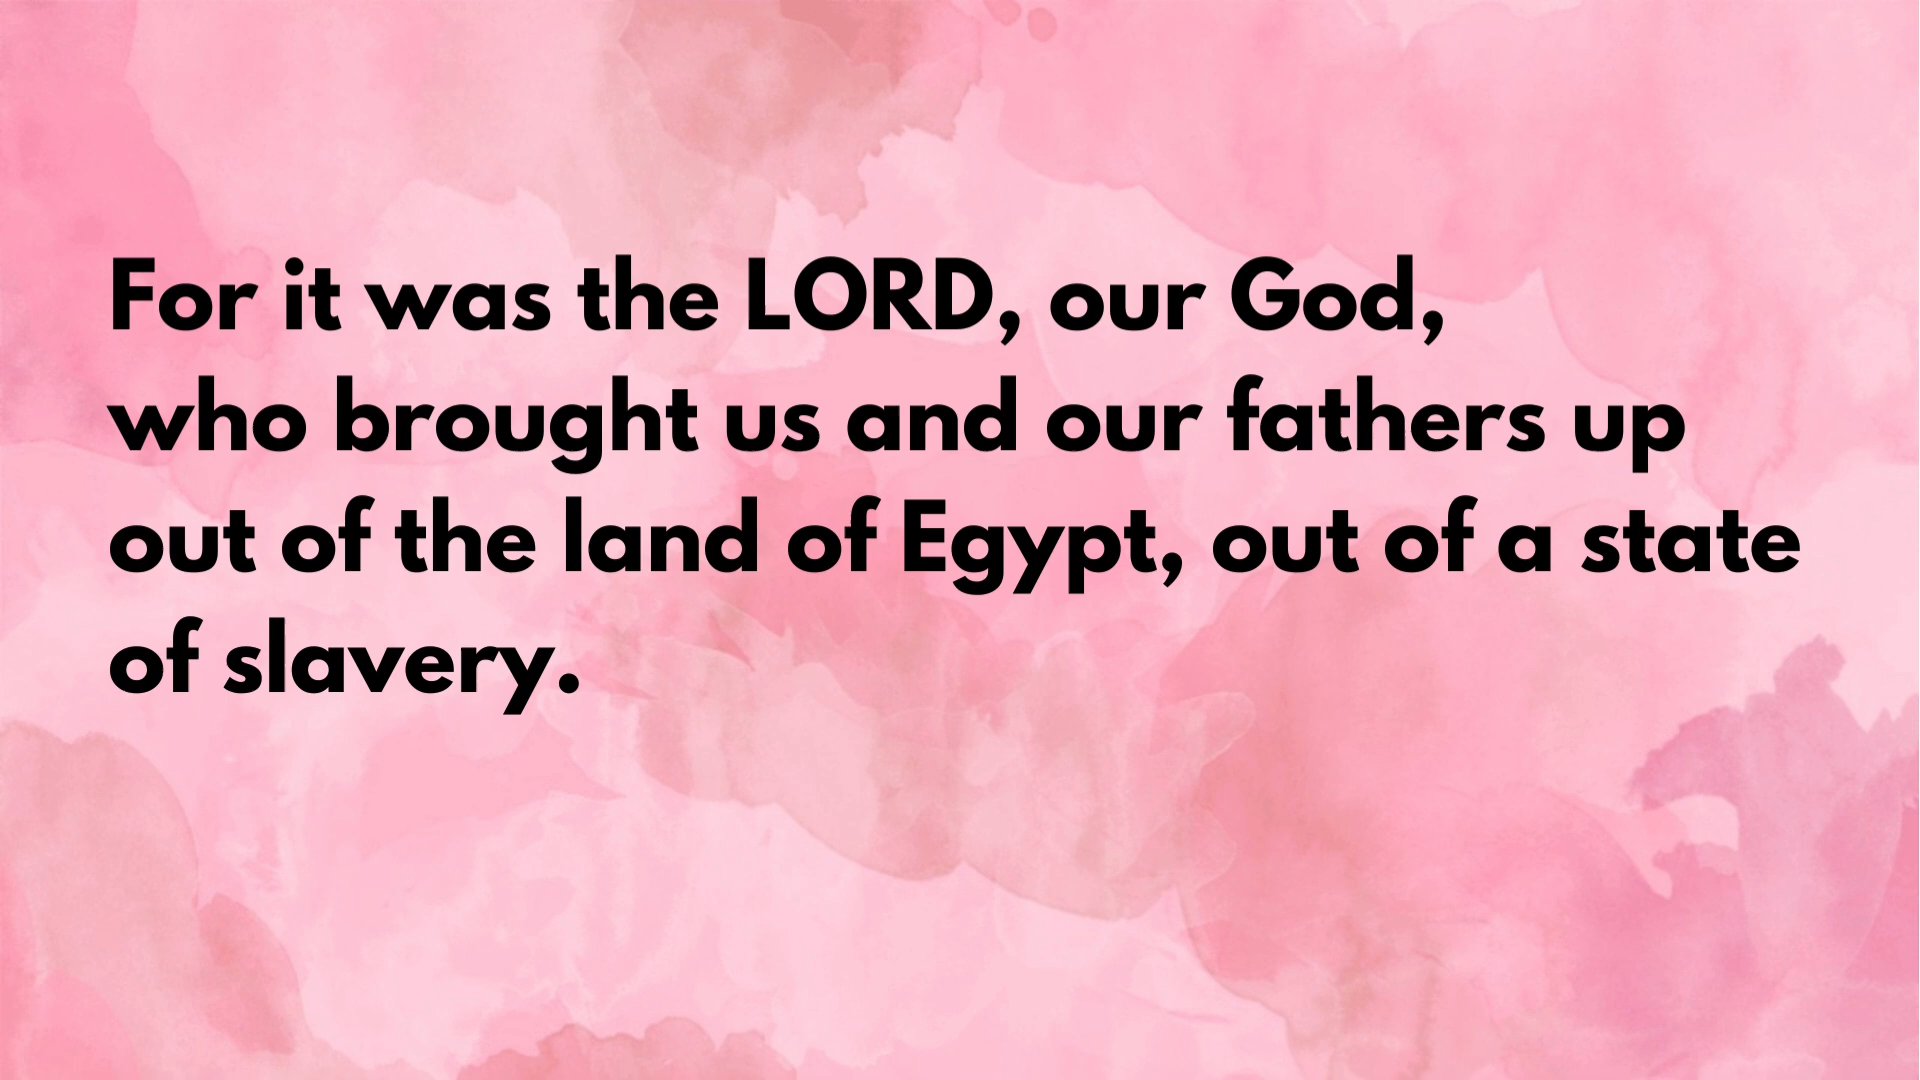 For it was the LORD, our God,
who brought us and our fathers up
out of the land of Egypt, out of a state
of slavery.